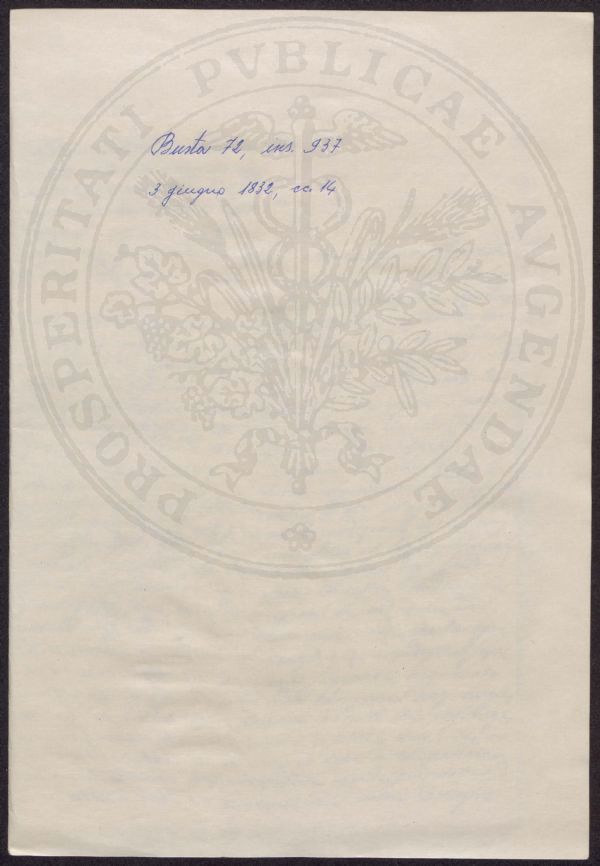 PROSPERITATI PVBLICAE AVGENDAE
Busta 72, ins. 937
3 giugno 1832, cc. 14